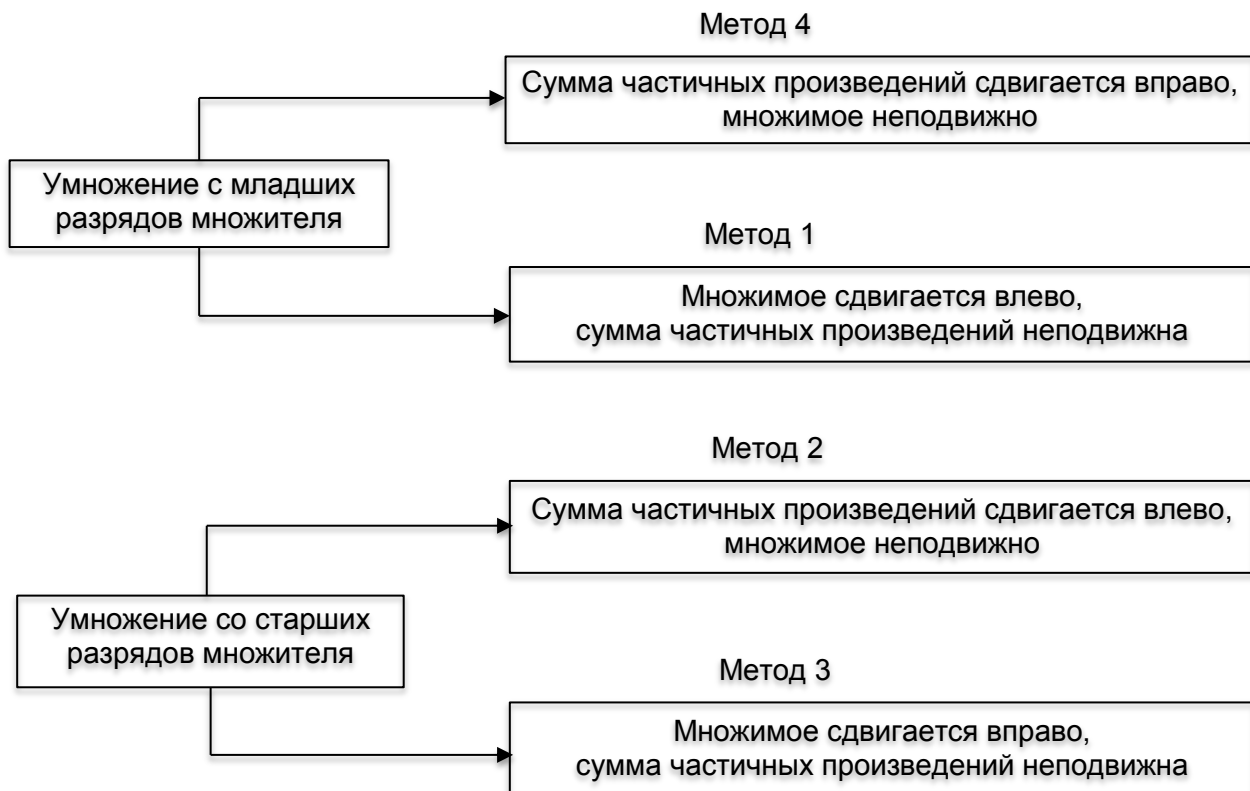 Метод 4
Сумма частичных произведений сдвигается вправо,
множимое неподвижно
Умножение с младших
разрядов множителя
Метод 1
Множимое сдвигается влево,
сумма частичных произведений неподвижна
Метод 2
Сумма частичных произведений сдвигается влево,
множимое неподвижно
Умножение со старших
разрядов множителя
Метод 3
Множимое сдвигается вправо,
сумма частичных произведений неподвижна